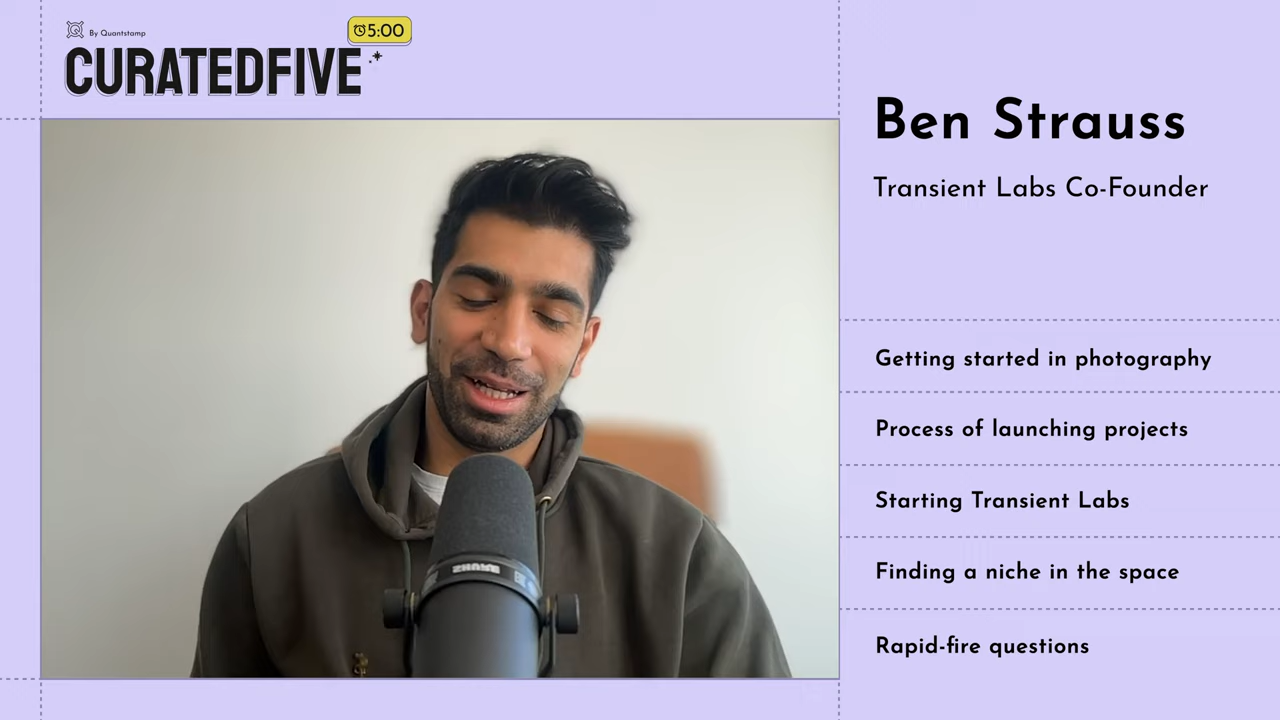 By Quantstamp
5:00
CURATEDFIVE
Ben Strauss
Transient Labs Co-Founder
Getting started in photography
Process of launching projects
Starting Transient Labs
Finding a niche in the space
Rapid-fire questions
SHURE